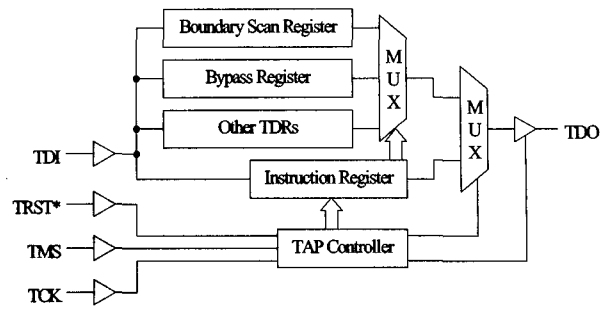 Boundary Scan Register
Bypass Register
Other TDRs
MUX
MUX
TDO
TDI
Instruction Register
TRST*
TMS
TAP Controller
TCK